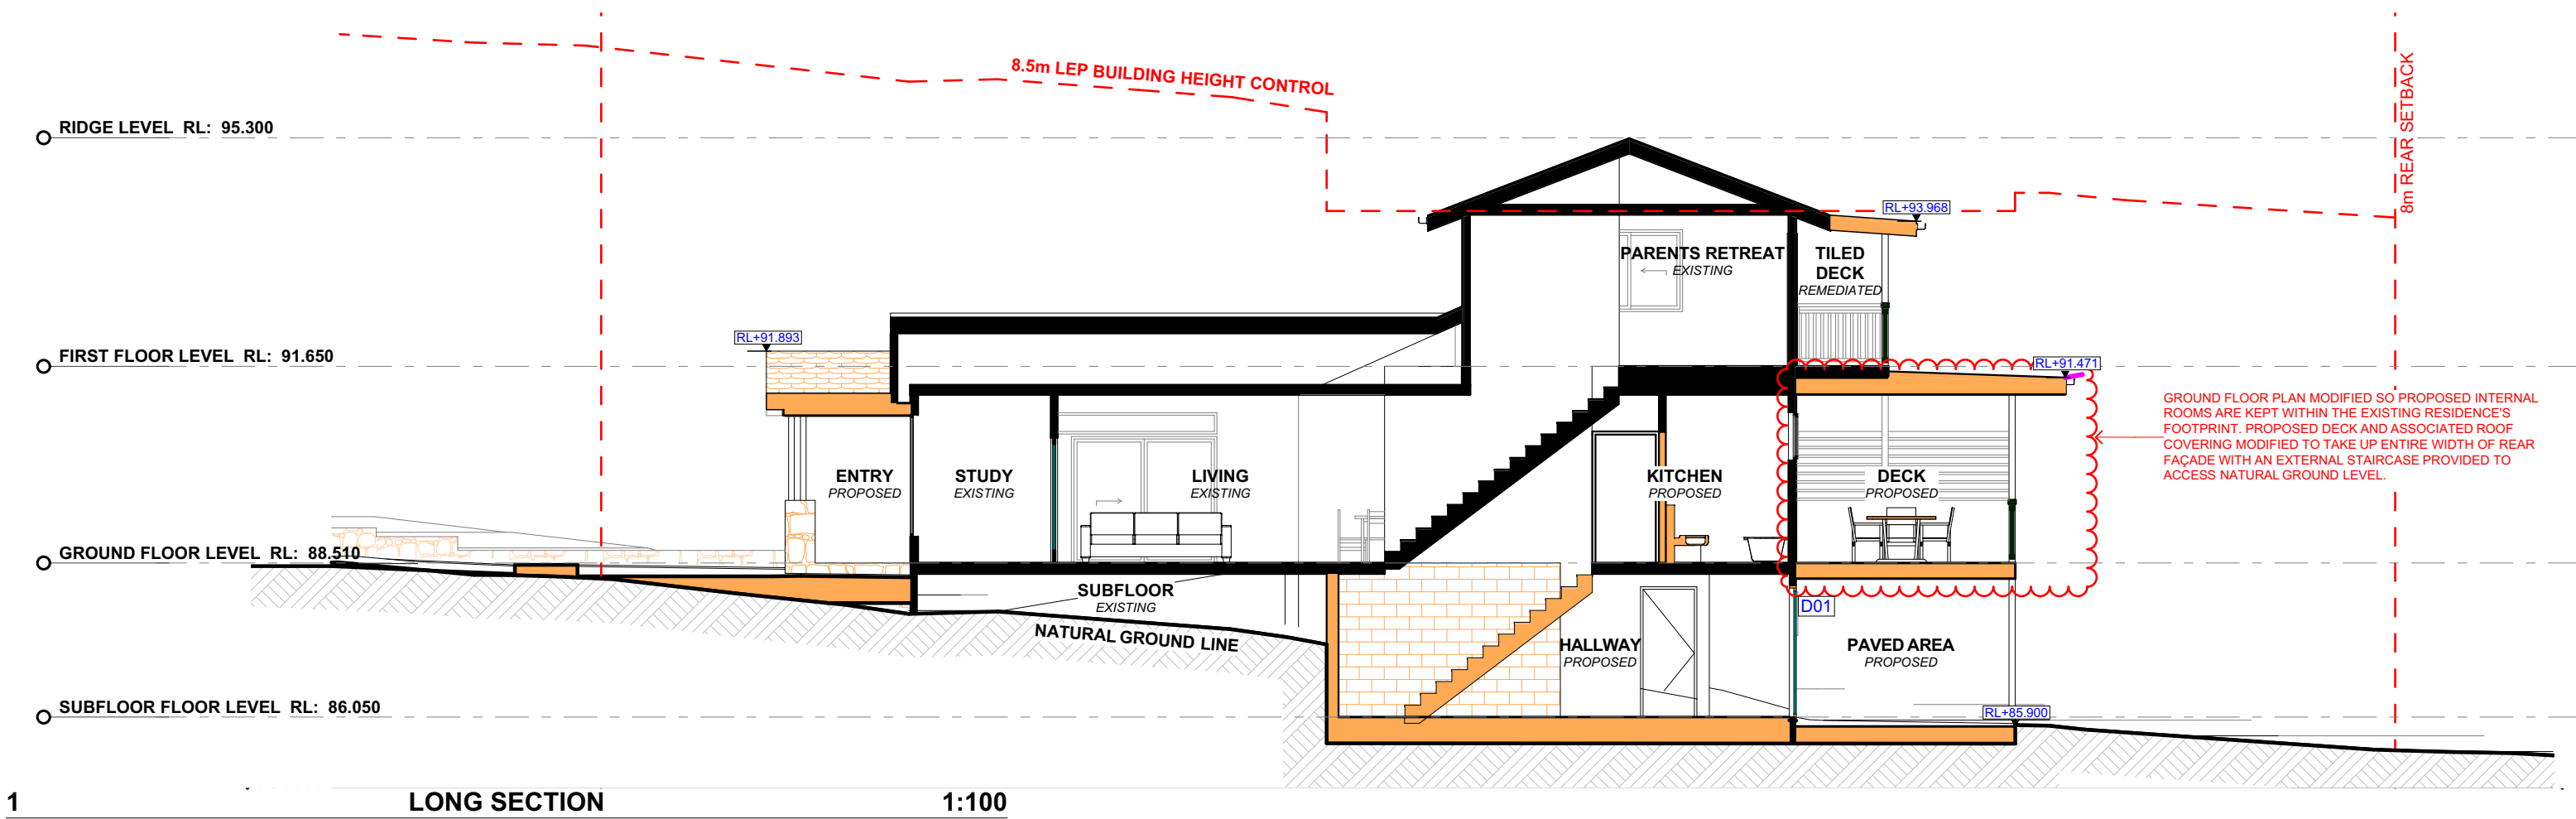 8.5m LEP BUILDING HEIGHT CONTROL
8m REAR SETBACK
RIDGE LEVEL RL: 95.300
RL+93.968
PARENTS RETREAT
EXISTING
TILED
DECK
REMEDIATED
RL+91.893
FIRST FLOOR LEVEL RL: 91.650
RL+91.471
GROUND FLOOR PLAN MODIFIED SO PROPOSED INTERNAL
ROOMS ARE KEPT WITHIN THE EXISTING RESIDENCE'S
FOOTPRINT. PROPOSED DECK AND ASSOCIATED ROOF
COVERING MODIFIED TO TAKE UP ENTIRE WIDTH OF REAR
FAÇADE WITH AN EXTERNAL STAIRCASE PROVIDED TO
ACCESS NATURAL GROUND LEVEL.
ENTRY
PROPOSED
STUDY
EXISTING
LIVING
EXISTING
KITCHEN
PROPOSED
DECK
PROPOSED
GROUND FLOOR LEVEL RL: 88.510
SUBFLOOR
EXISTING
D01
NATURAL GROUND LINE
HALLWAY
PROPOSED
PAVED AREA
PROPOSED
SUBFLOOR FLOOR LEVEL RL: 86.050
RL+85.900
1 LONG SECTION 1:100